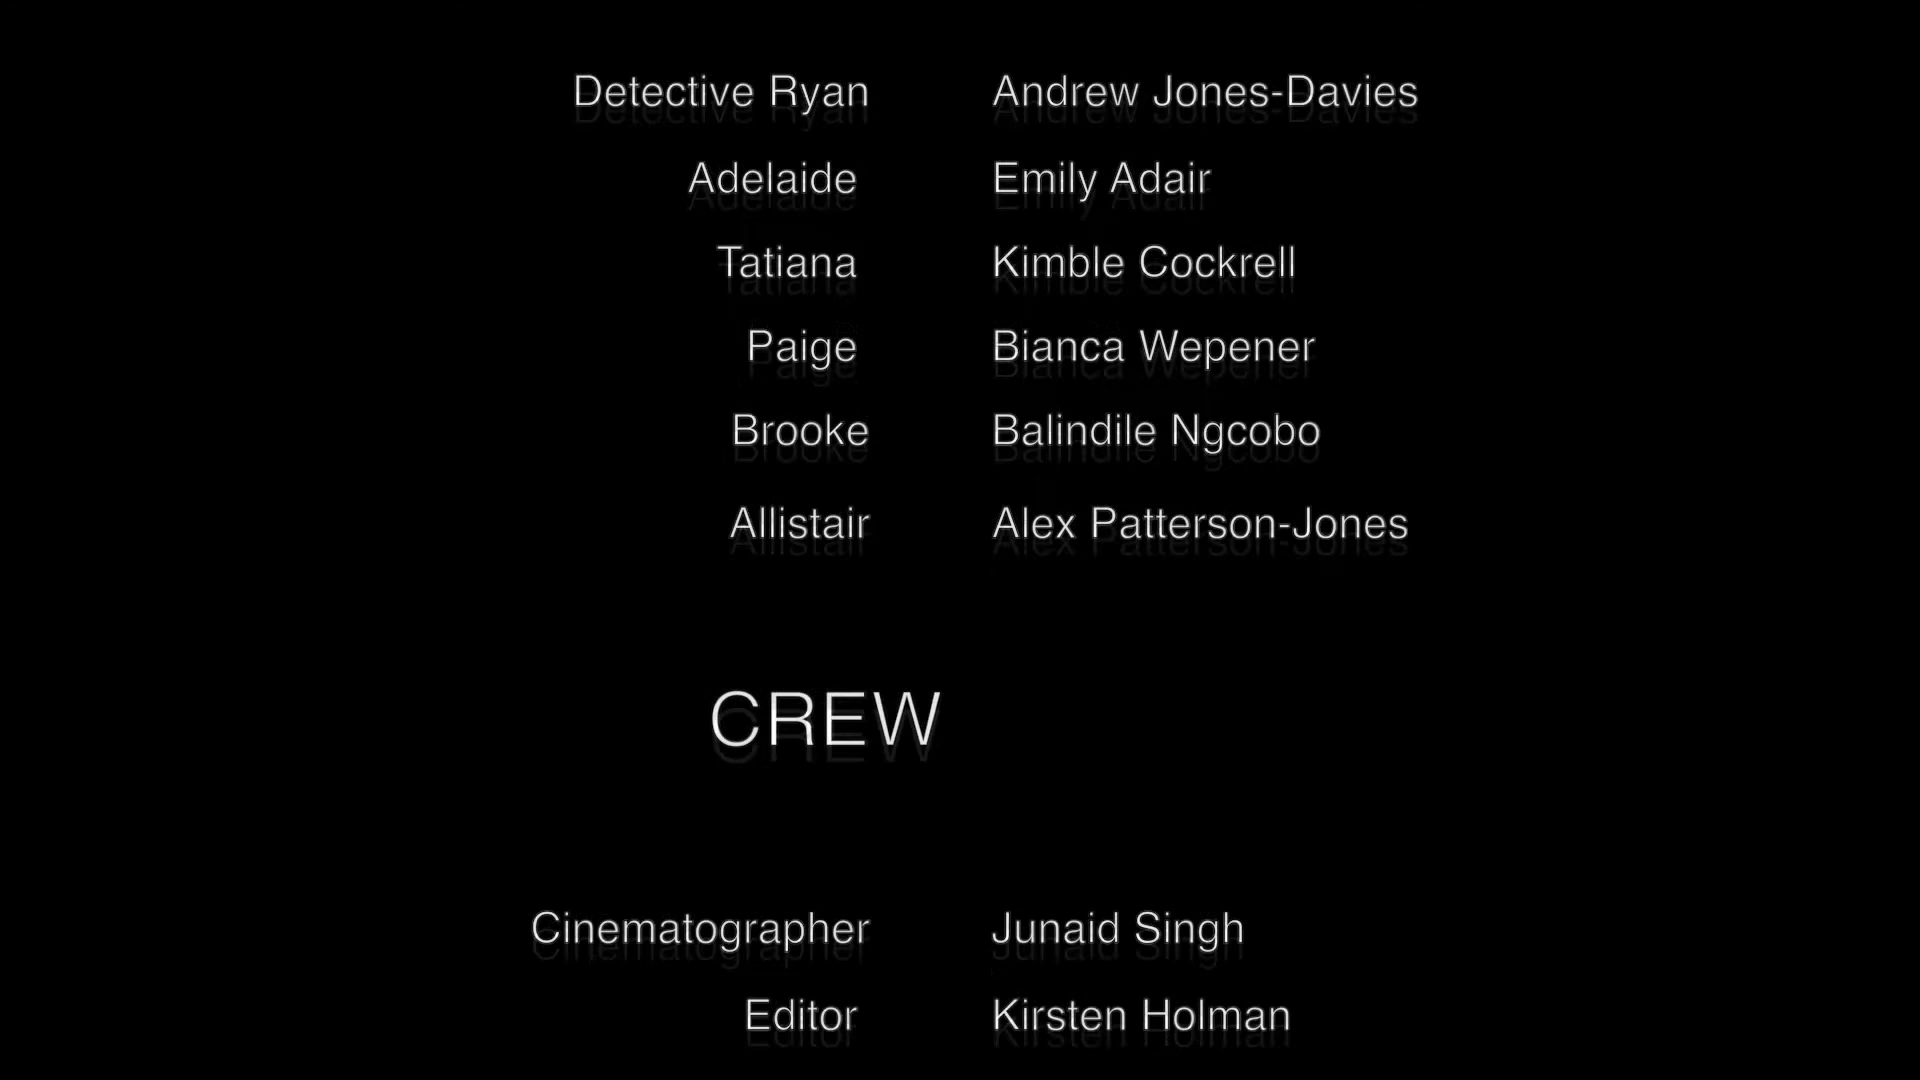 Detective Ryan Andrew Jones-Davies
Adelaide Emily Adair
Tatiana Kimble Cockrell
Paige Bianca Wepener
Brooke Balindile Ngcobo
Allistair Alex Patterson-Jones
CREW
Cinematographer Junaid Singh
Editor Kirsten Holman